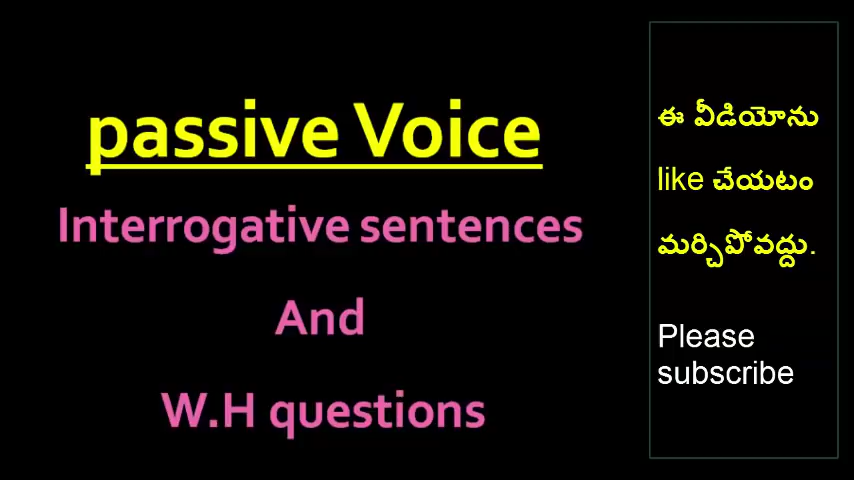 passive Voice
Interrogative sentences
And
W.H questions
ఈ వీడియోను
like చేయటం
మర్చిపోవద్దు.
Please
subscribe